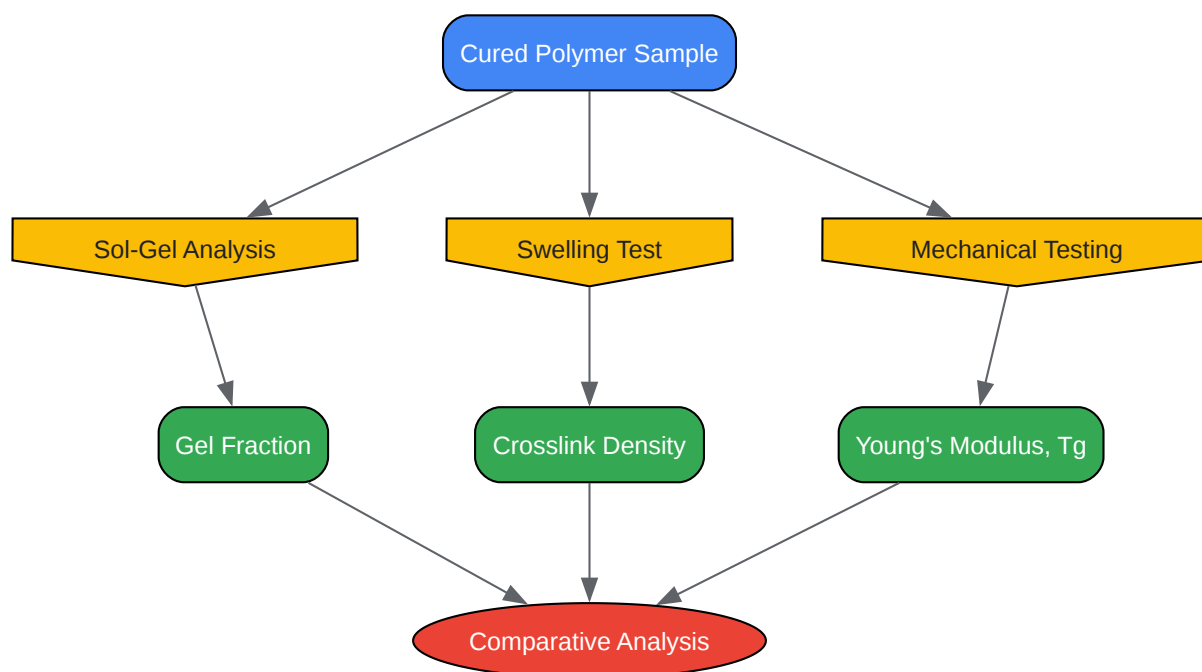 Cured Polymer Sample
Sol-Gel Analysis
Swelling Test
Mechanical Testing
Gel Fraction
Crosslink Density
Young's Modulus, Tg
Comparative Analysis